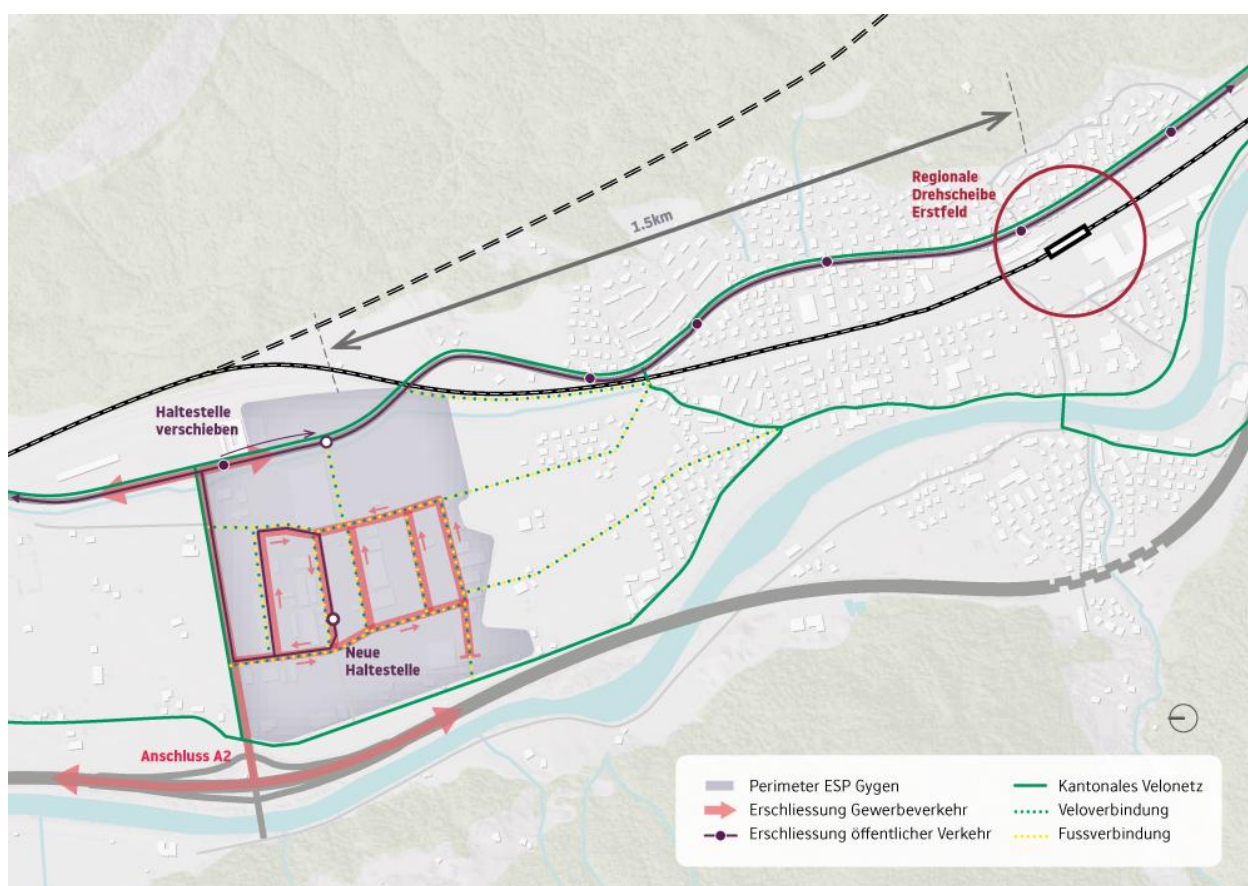 1.5km
Regionale
Drehscheibe
Erstfeld
Haltestelle
verschieben
Neue
Haltestelle
Anschluss A2
Perimeter ESP Gygen
Erschliessung Gewerbeverkehr
Erschliessung öffentlicher Verkehr
Kantonales Velonetz
Veloverbindung
Fussverbindung